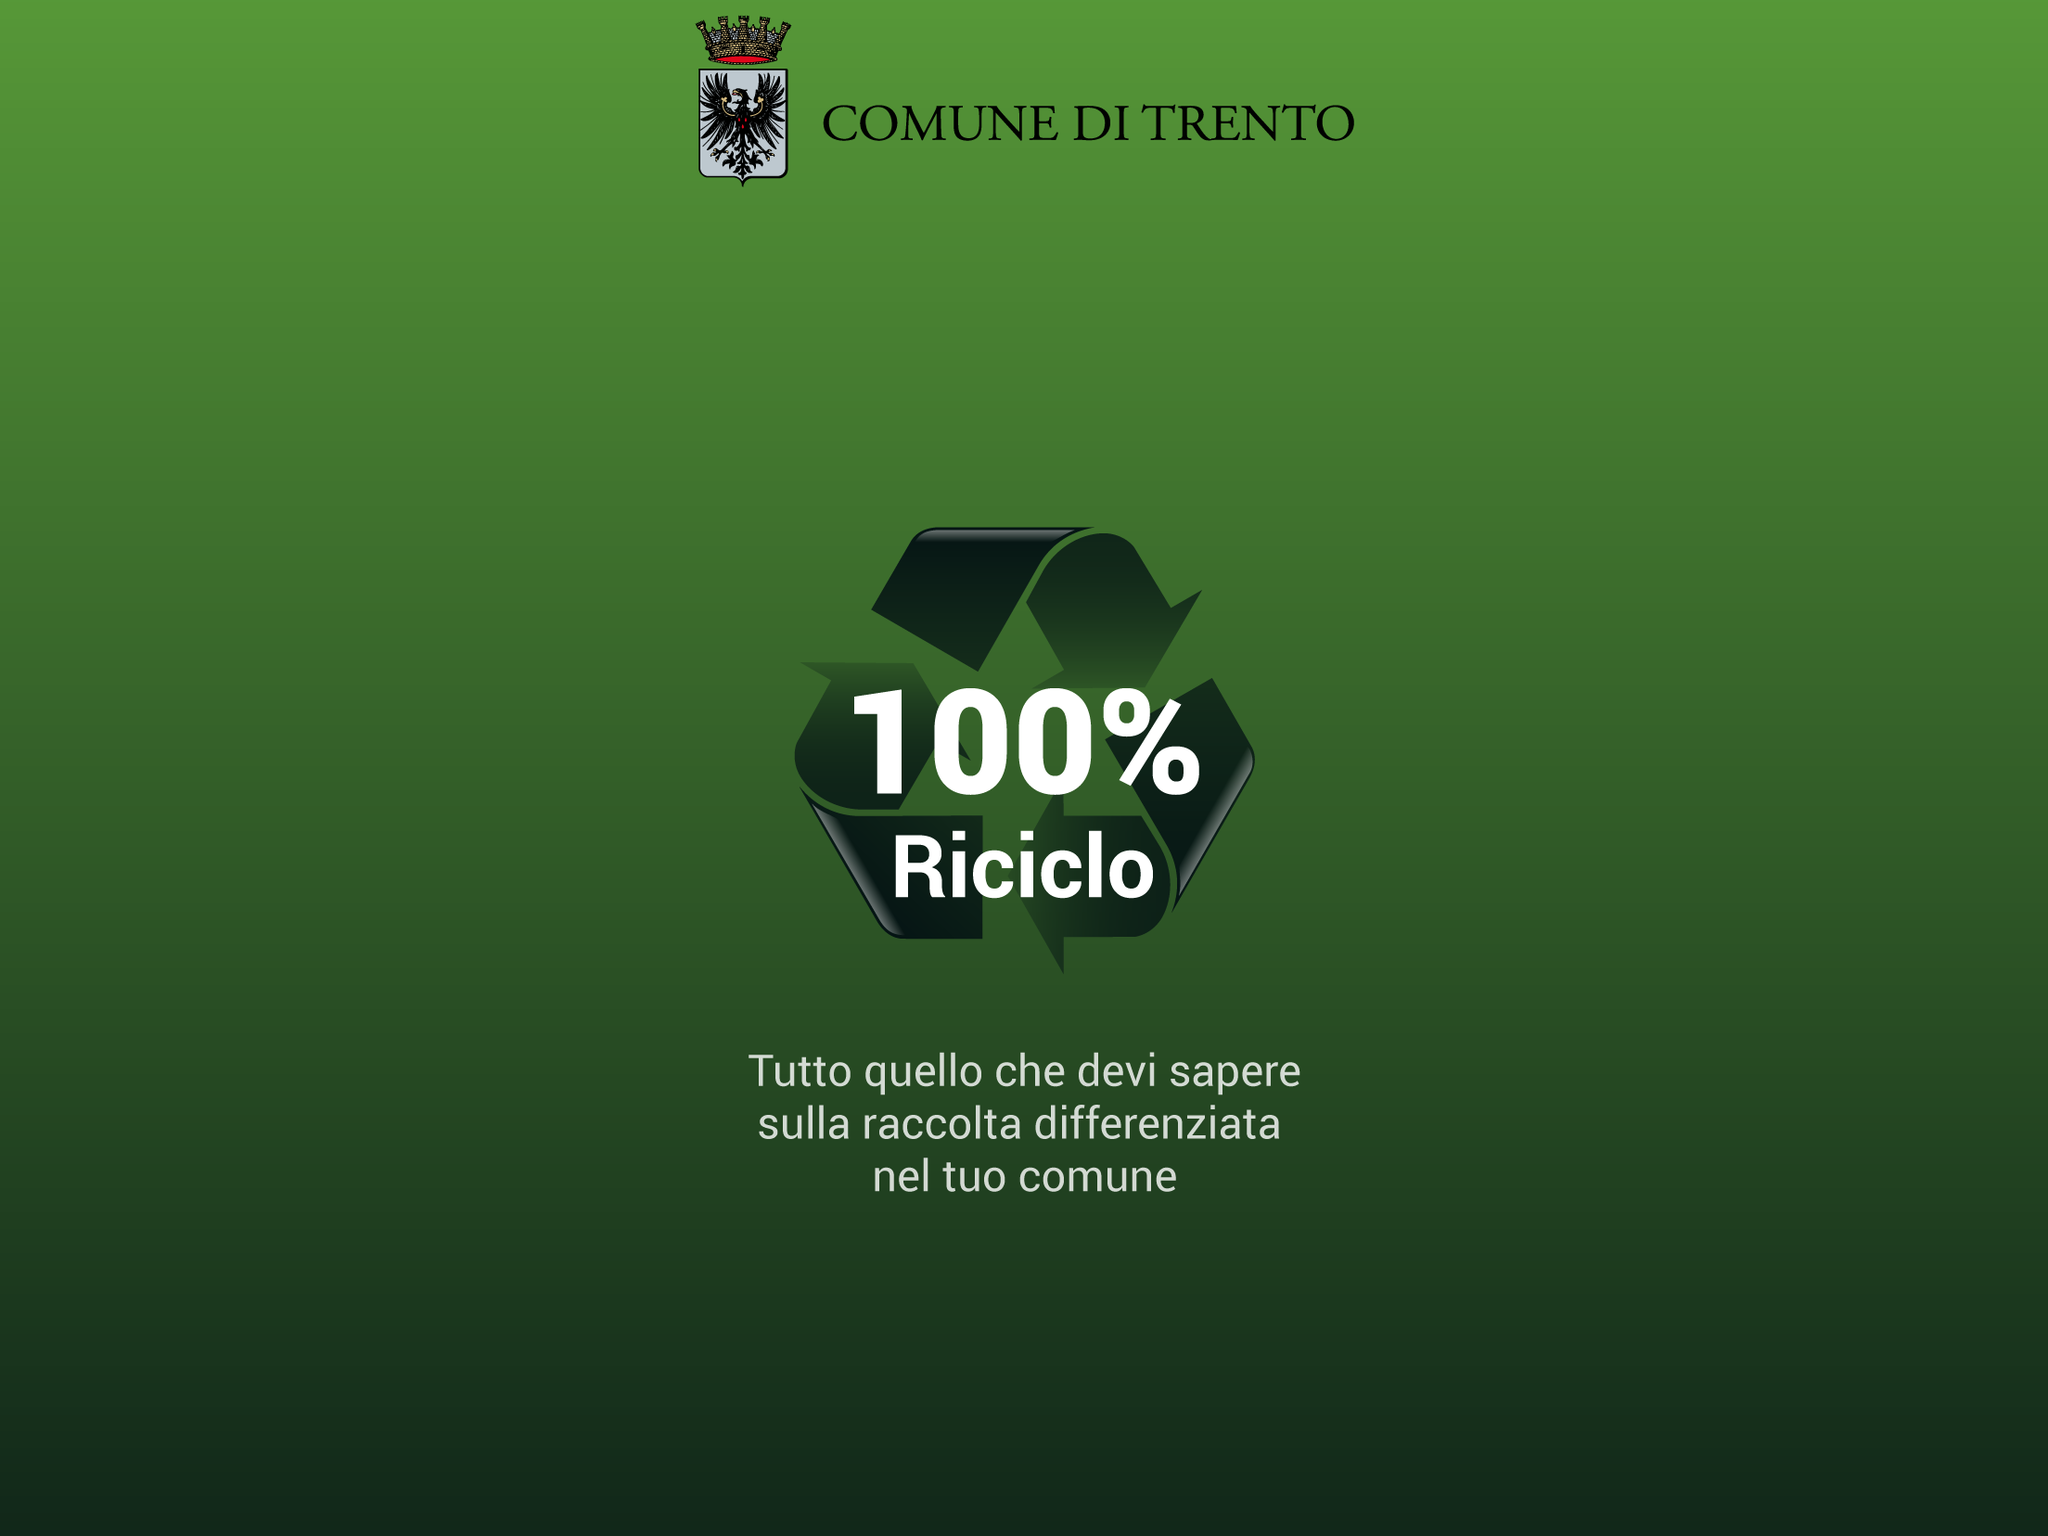 COMUNE DI TRENTO
100%
Riciclo
Tutto quello che devi sapere
sulla raccolta differenziata
nel tuo comune